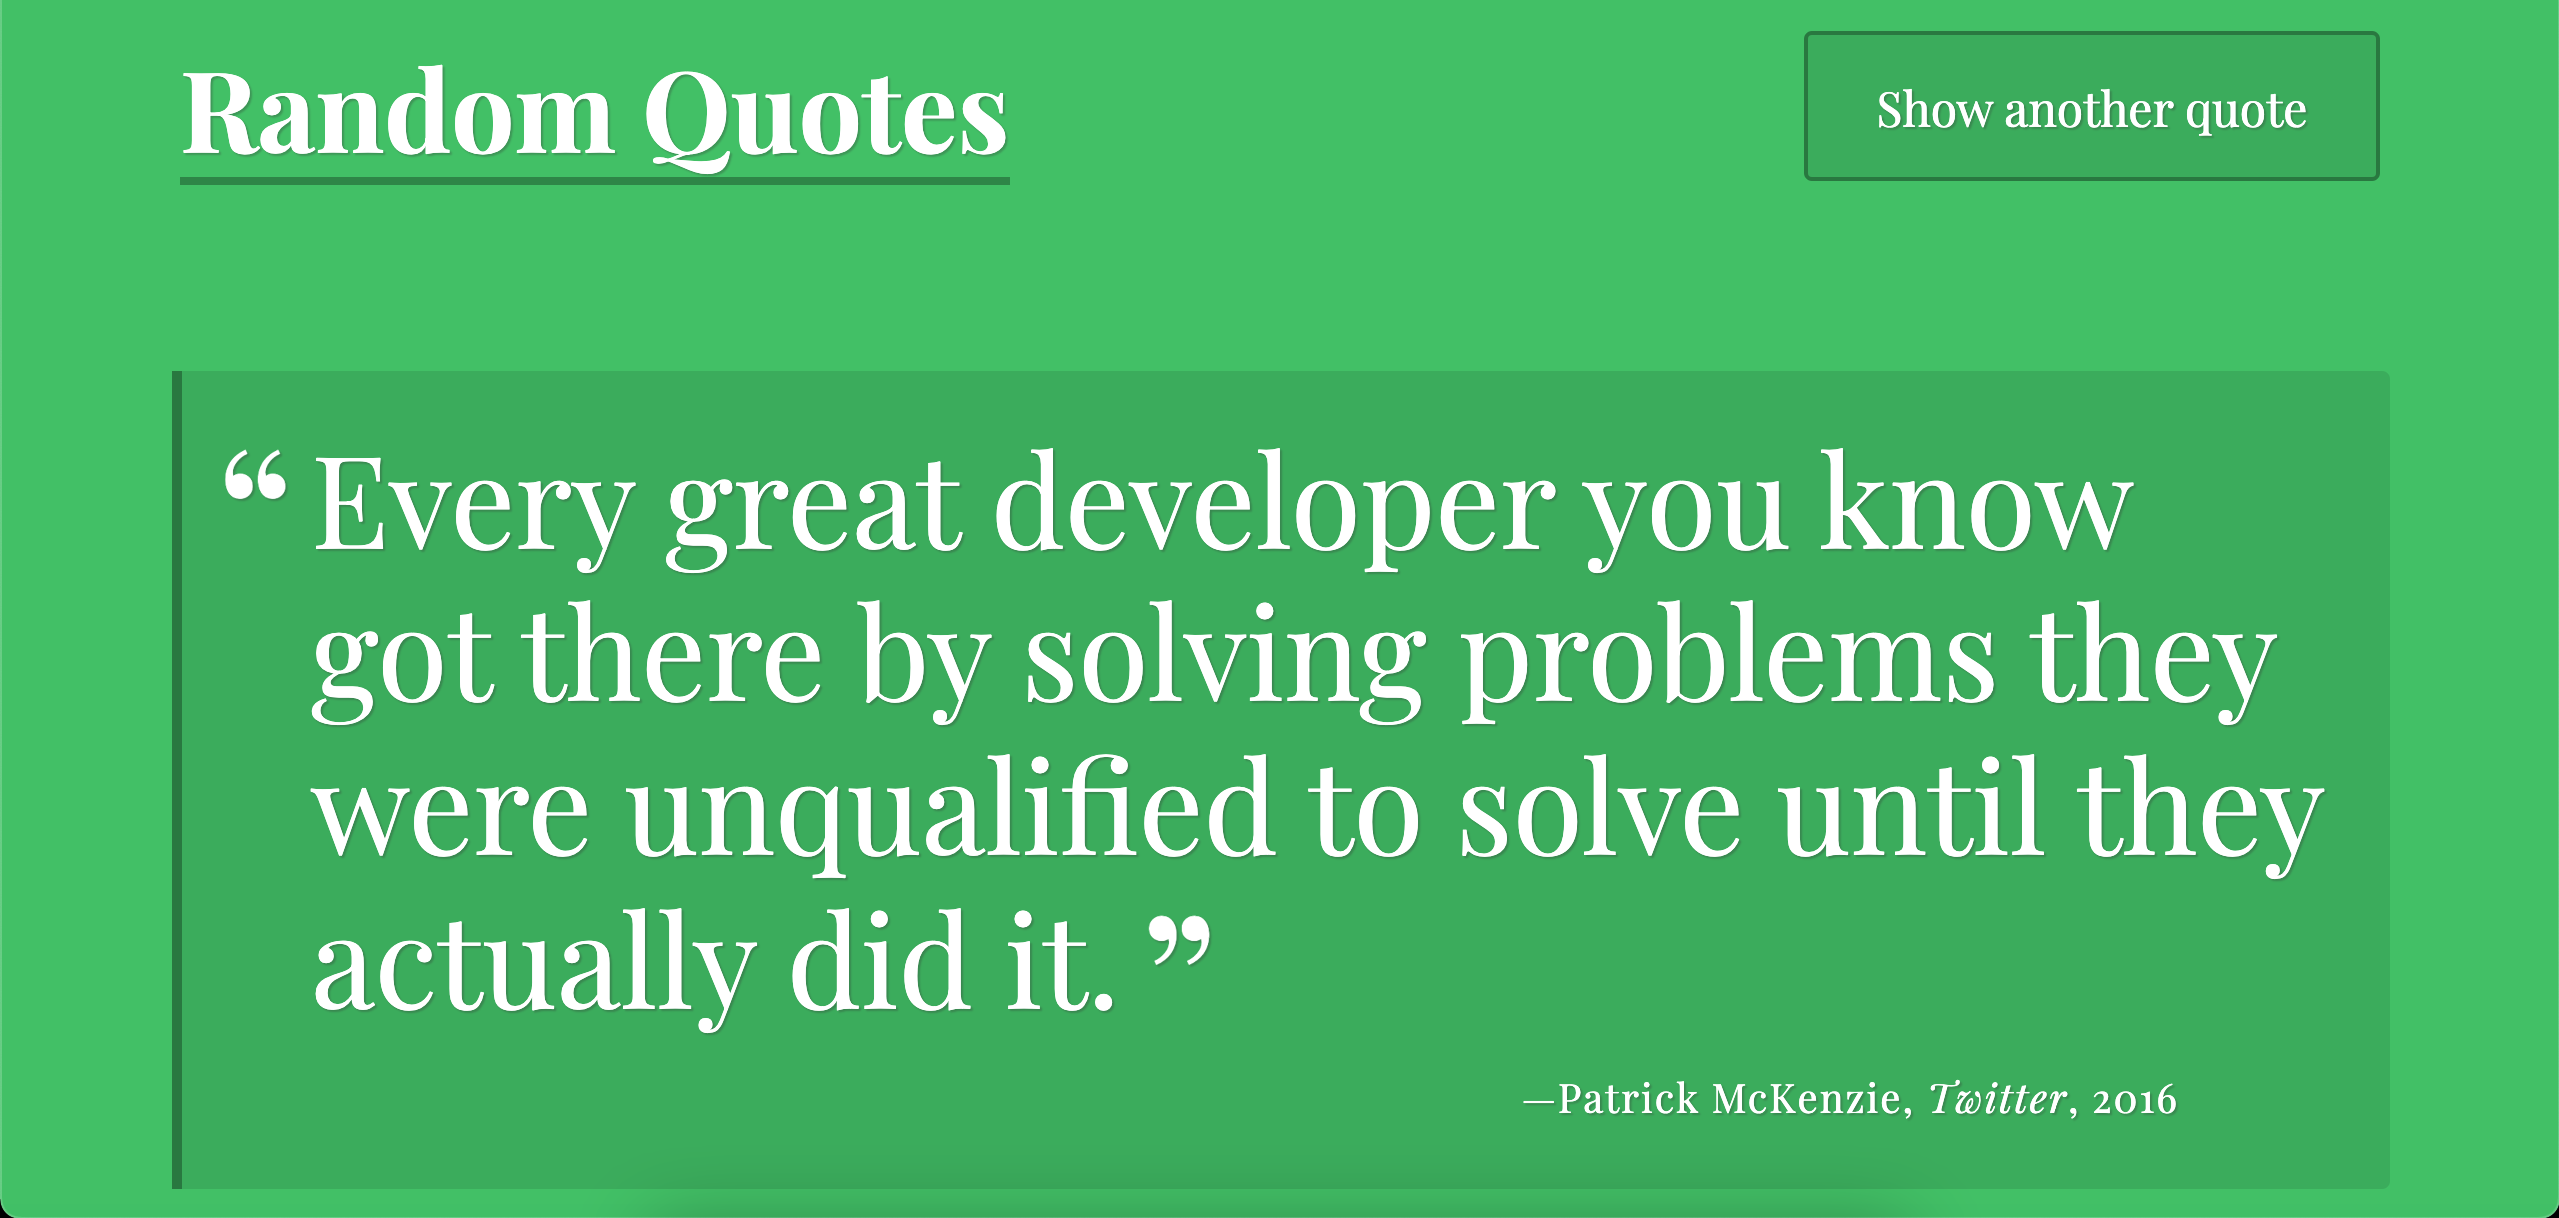 Random Quotes
Show another quote
“ Every great developer you know
got there by solving problems they
were unqualified to solve until they
actually did it. ”
—Patrick McKenzie, Twitter, 2016